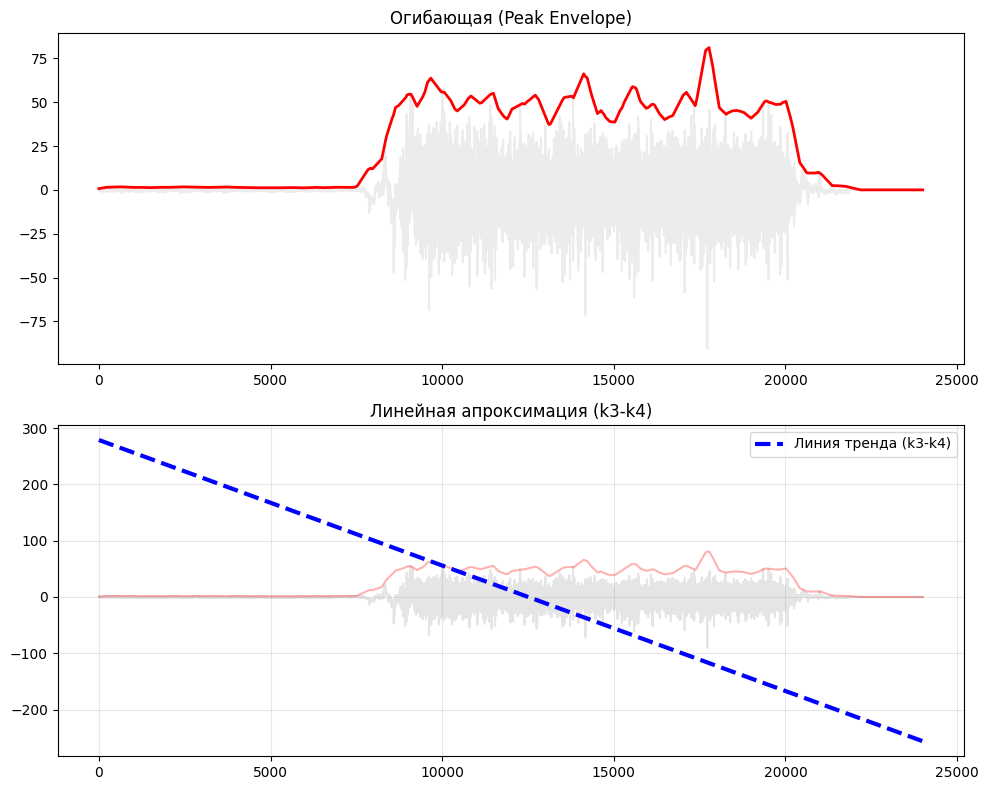 Огибающая (Peak Envelope)
75
50
25
0
−25
−50
−75
0 5000 10000 15000 20000 25000
Линейная апроксимация (k3-k4)
300
200
100
0
−100
−200
Линия тренда (k3-k4)
0 5000 10000 15000 20000 25000